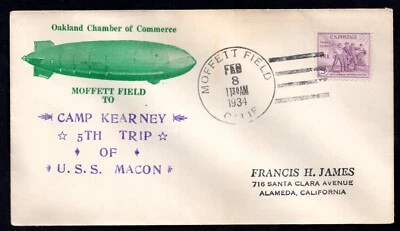 Oakland Chamber of Commerce
MOFFETT FIELD
TO
CAMP KEARNEY
☆ 5TH TRIP ☆
OF
U.S.S. MACON
MOFFETT FIELD
FEB
8
1934
CALIF.
FRANCIS H. JAMES
716 SANTA CLARA AVENUE
ALAMEDA, CALIFORNIA